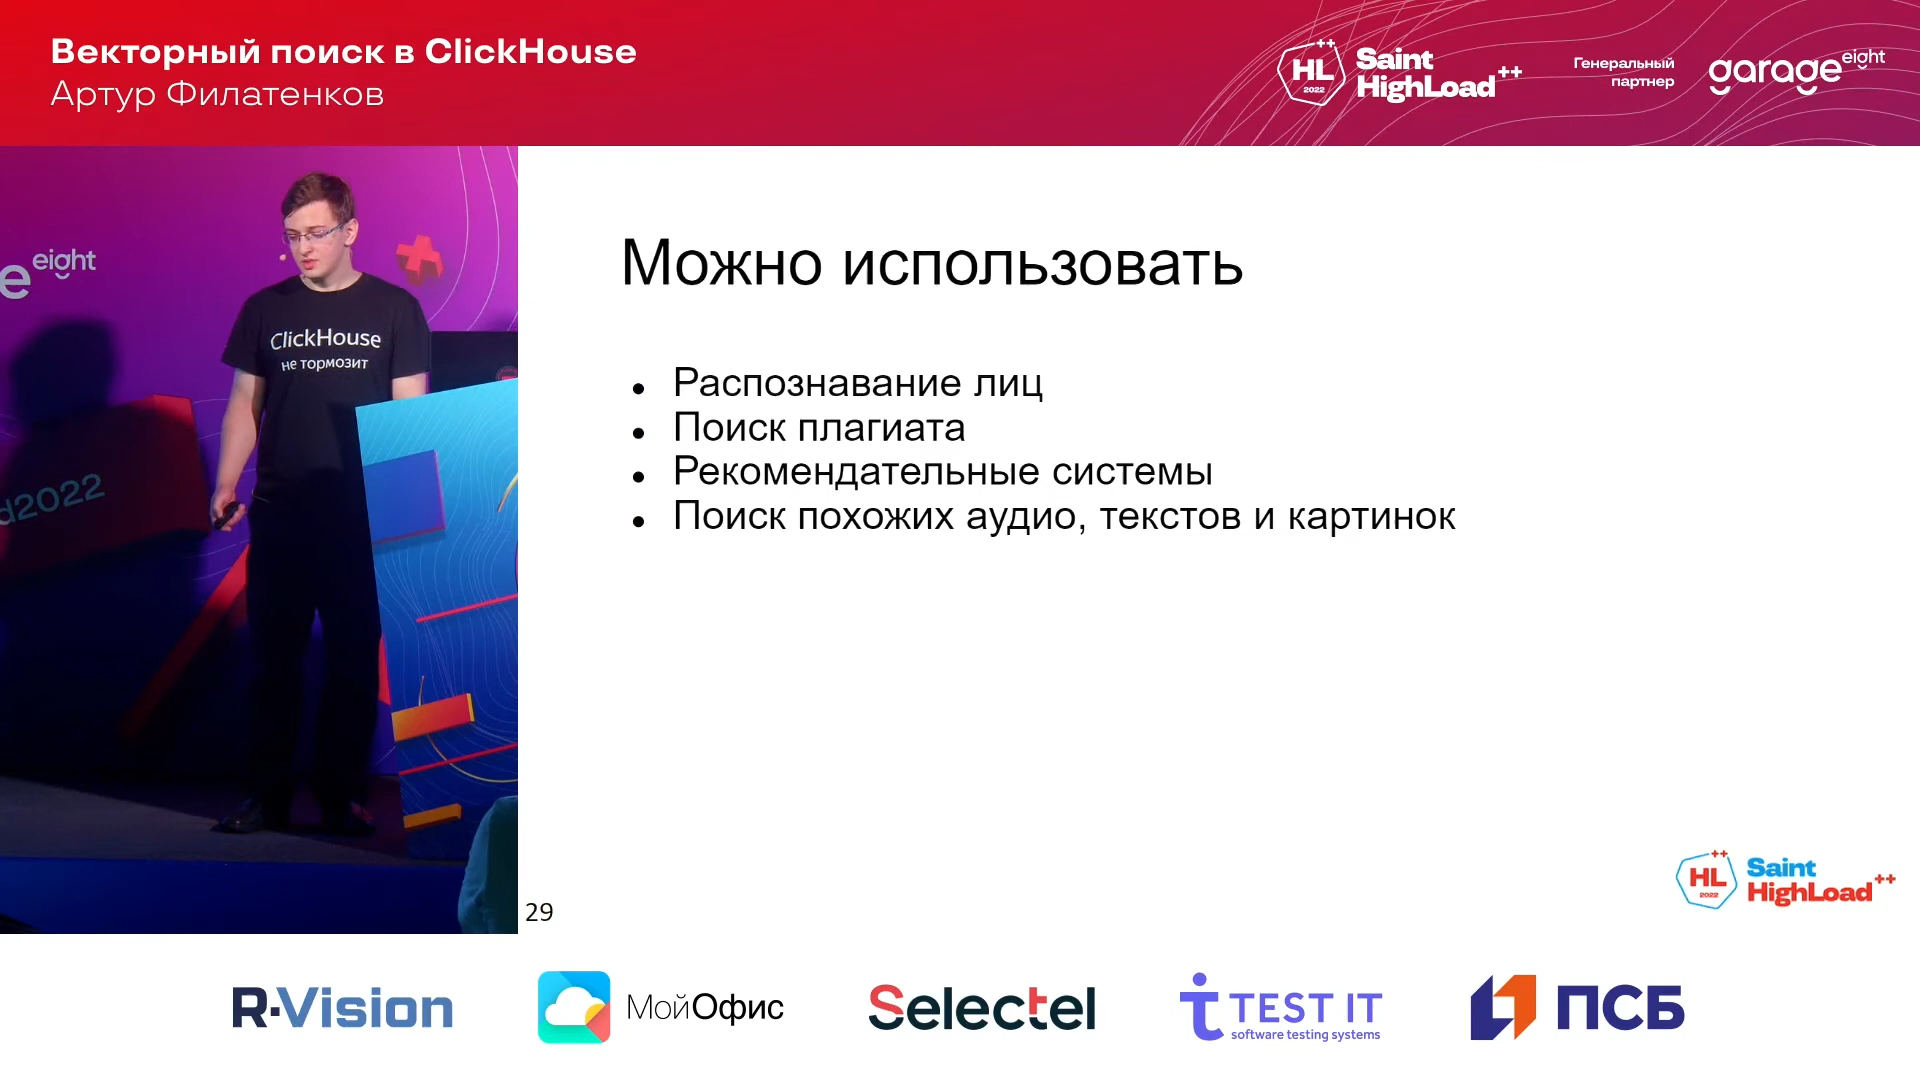 Векторный поиск в ClickHouse
Артур Филатенков
HL
2022
Saint
HighLoad++
Генеральный
партнер
garage eight
e eight
ClickHouse
не тормозит
d2022
Можно использовать
Распознавание лиц
Поиск плагиата
Рекомендательные системы
Поиск похожих аудио, текстов и картинок
HL
2022
Saint
HighLoad++
29
R-Vision
МойОфис
Selectel
TEST IT
software testing systems
ПСБ